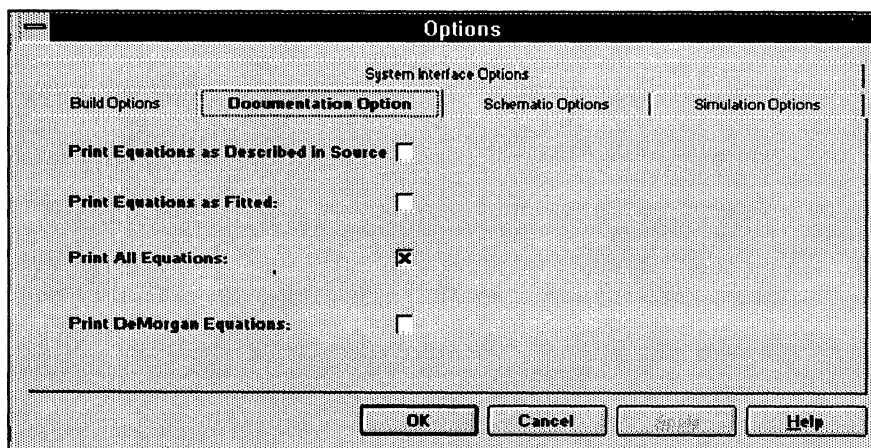 Options
System Interface Options
Build Options Documentation Option Schematic Options Simulation Options
Print Equations as Described in Source
Print Equations as Fitted:
Print All Equations:
Print DeMorgan Equations:
OK Cancel Help